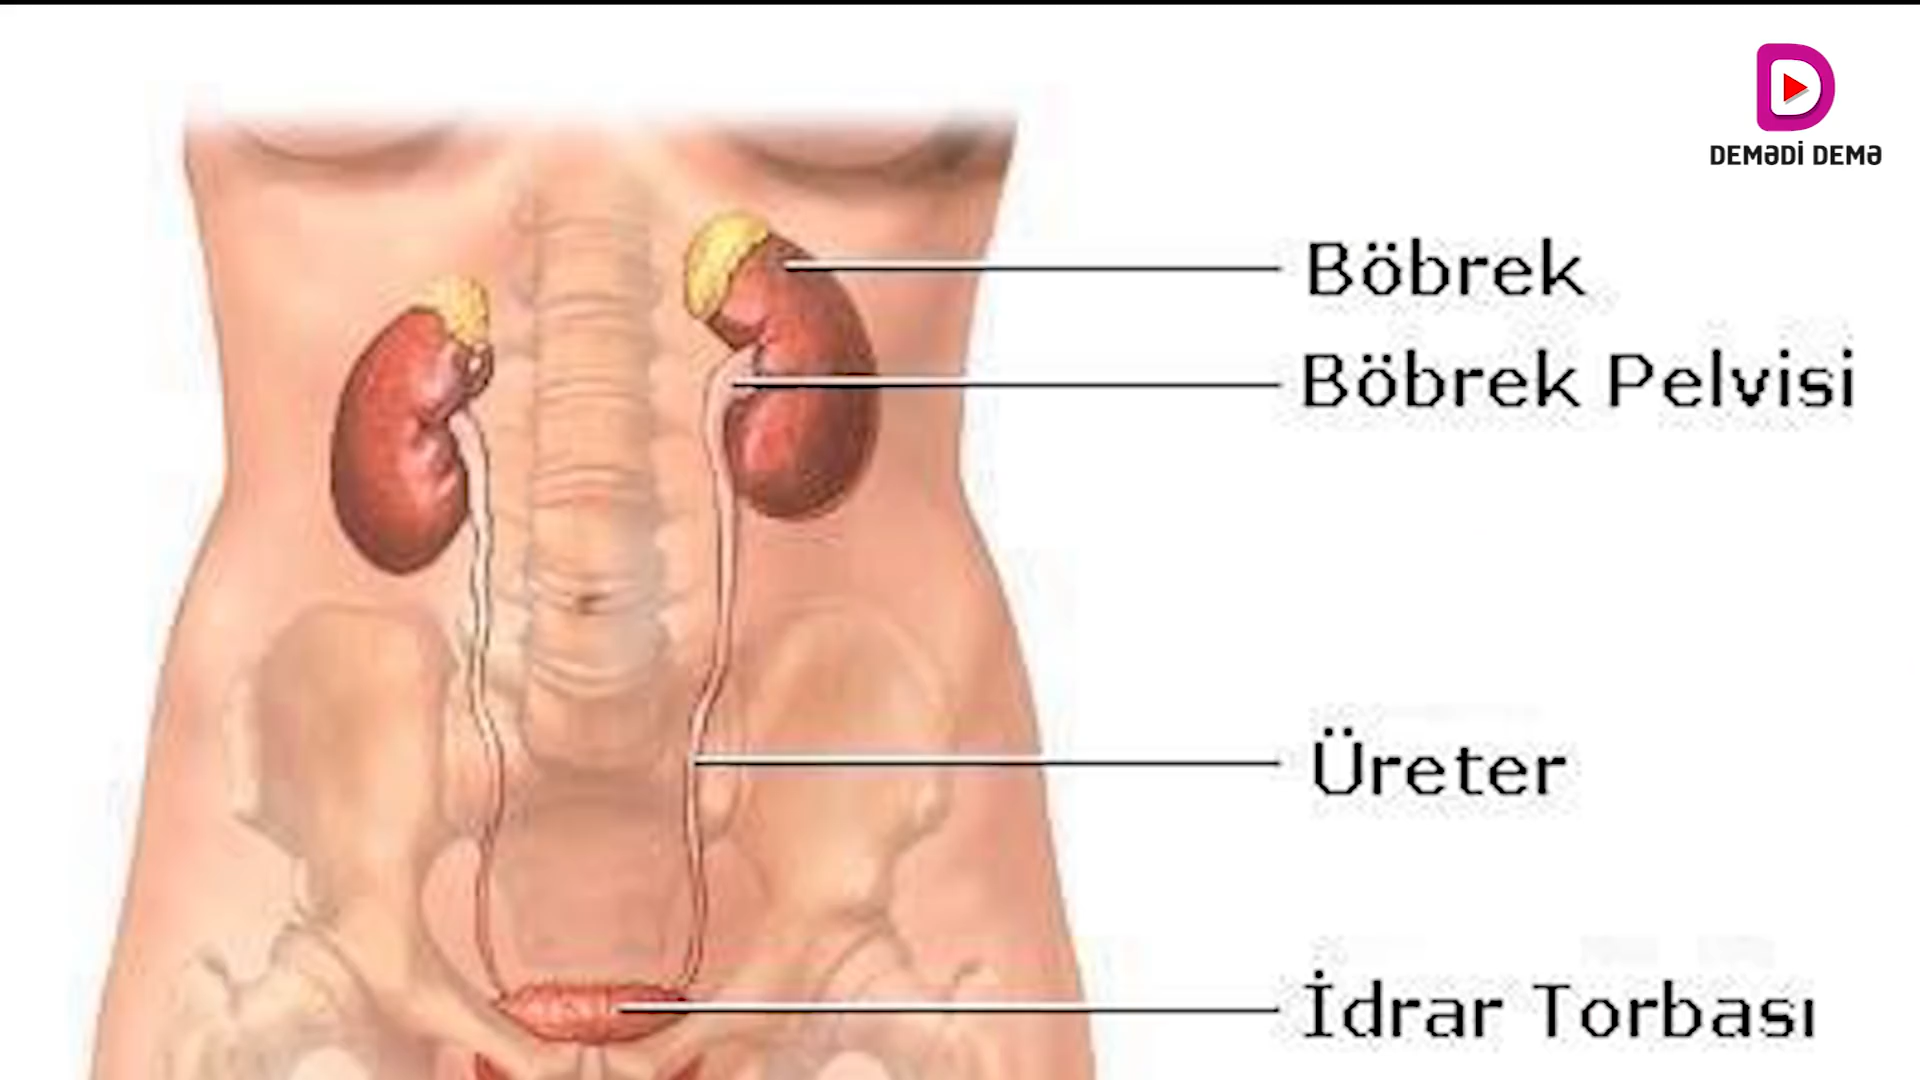 DEMƏDİ DEMƏ
Böbrek
Böbrek Pelvisi
Üreter
İdrar Torbası